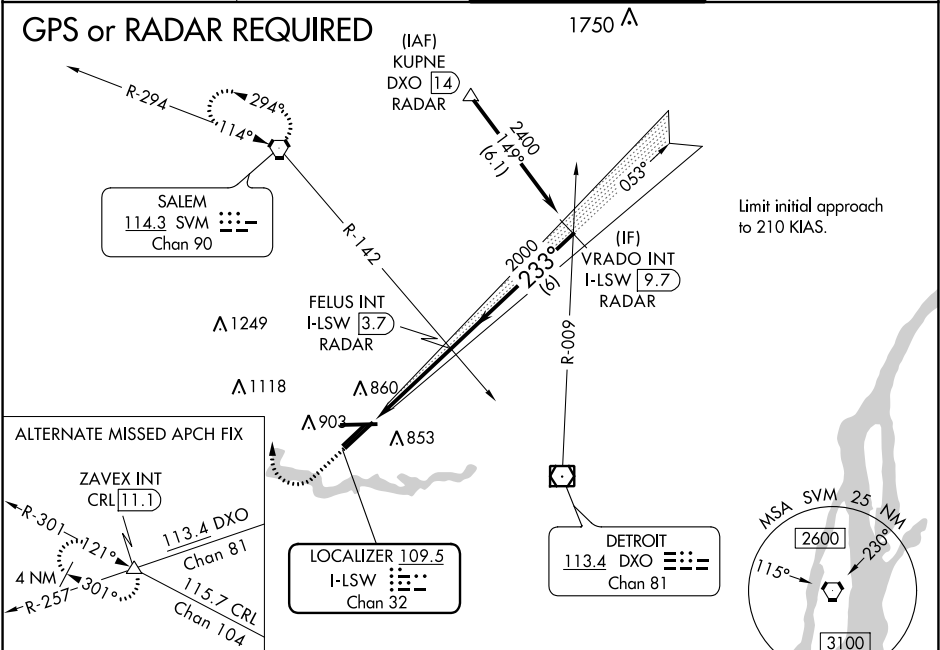 GPS or RADAR REQUIRED
1750
(IAF)
KUPNE
DXO 14
RADAR
R-294
294°
114°
2400
149°
(6.1)
053°
SALEM
114.3 SVM
Chan 90
Limit initial approach
to 210 KIAS.
R-142
(IF)
VRADO INT
I-LSW 9.7
RADAR
2000
233°
(6)
FELUS INT
I-LSW 3.7
RADAR
1249
R-009
1118
860
903
853
ALTERNATE MISSED APCH FIX
ZAVEX INT
CRL 11.1
R-301
121°
113.4 DXO
Chan 81
4 NM
301°
R-257
115.7 CRL
Chan 104
LOCALIZER 109.5
I-LSW
Chan 32
DETROIT
113.4 DXO
Chan 81
MSA SVM 25 NM
2600
230°
115°
3100